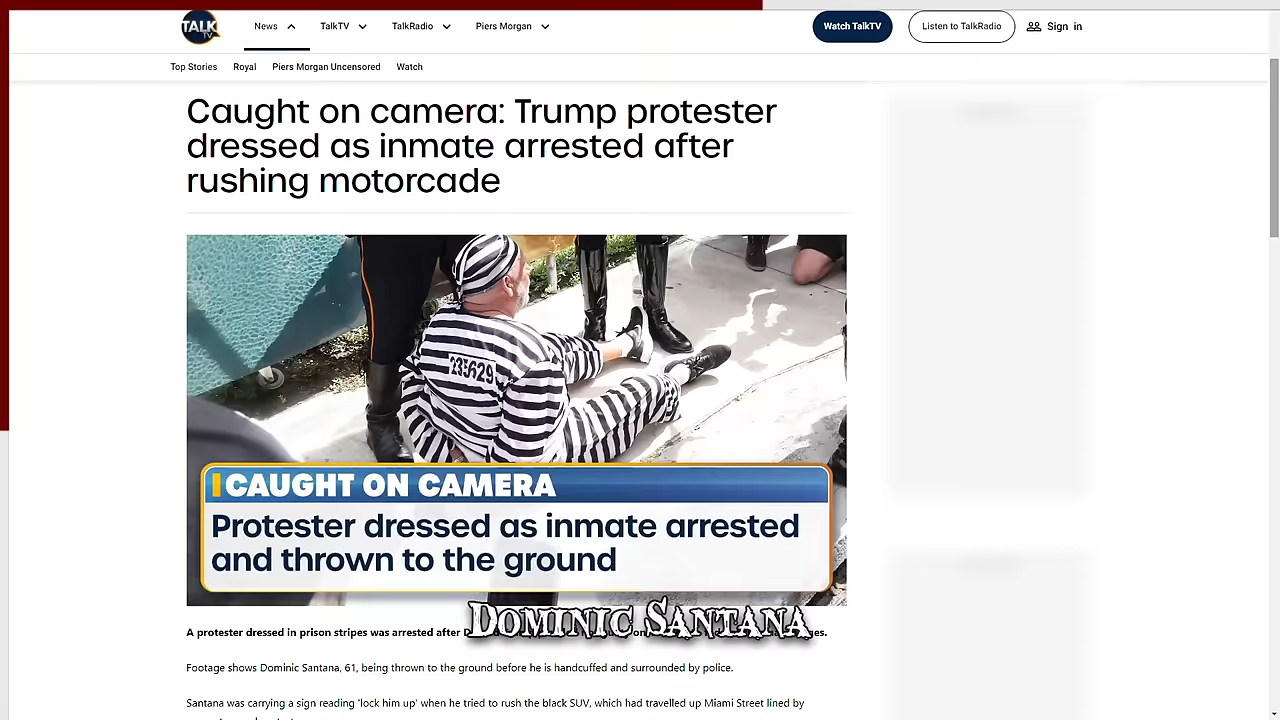 TALK
TV
News
TalkTV
TalkRadio
Piers Morgan
Watch TalkTV
Listen to TalkRadio
Sign in
Top Stories
Royal
Piers Morgan Uncensored
Watch
Caught on camera: Trump protester
dressed as inmate arrested after
rushing motorcade
235629
CAUGHT ON CAMERA
Protester dressed as inmate arrested
and thrown to the ground
Dominic Santana
A protester dressed in prison stripes was arrested after
Footage shows Dominic Santana, 61, being thrown to the ground before he is handcuffed and surrounded by police.
Santana was carrying a sign reading 'lock him up' when he tried to rush the black SUV, which had travelled up Miami Street lined by